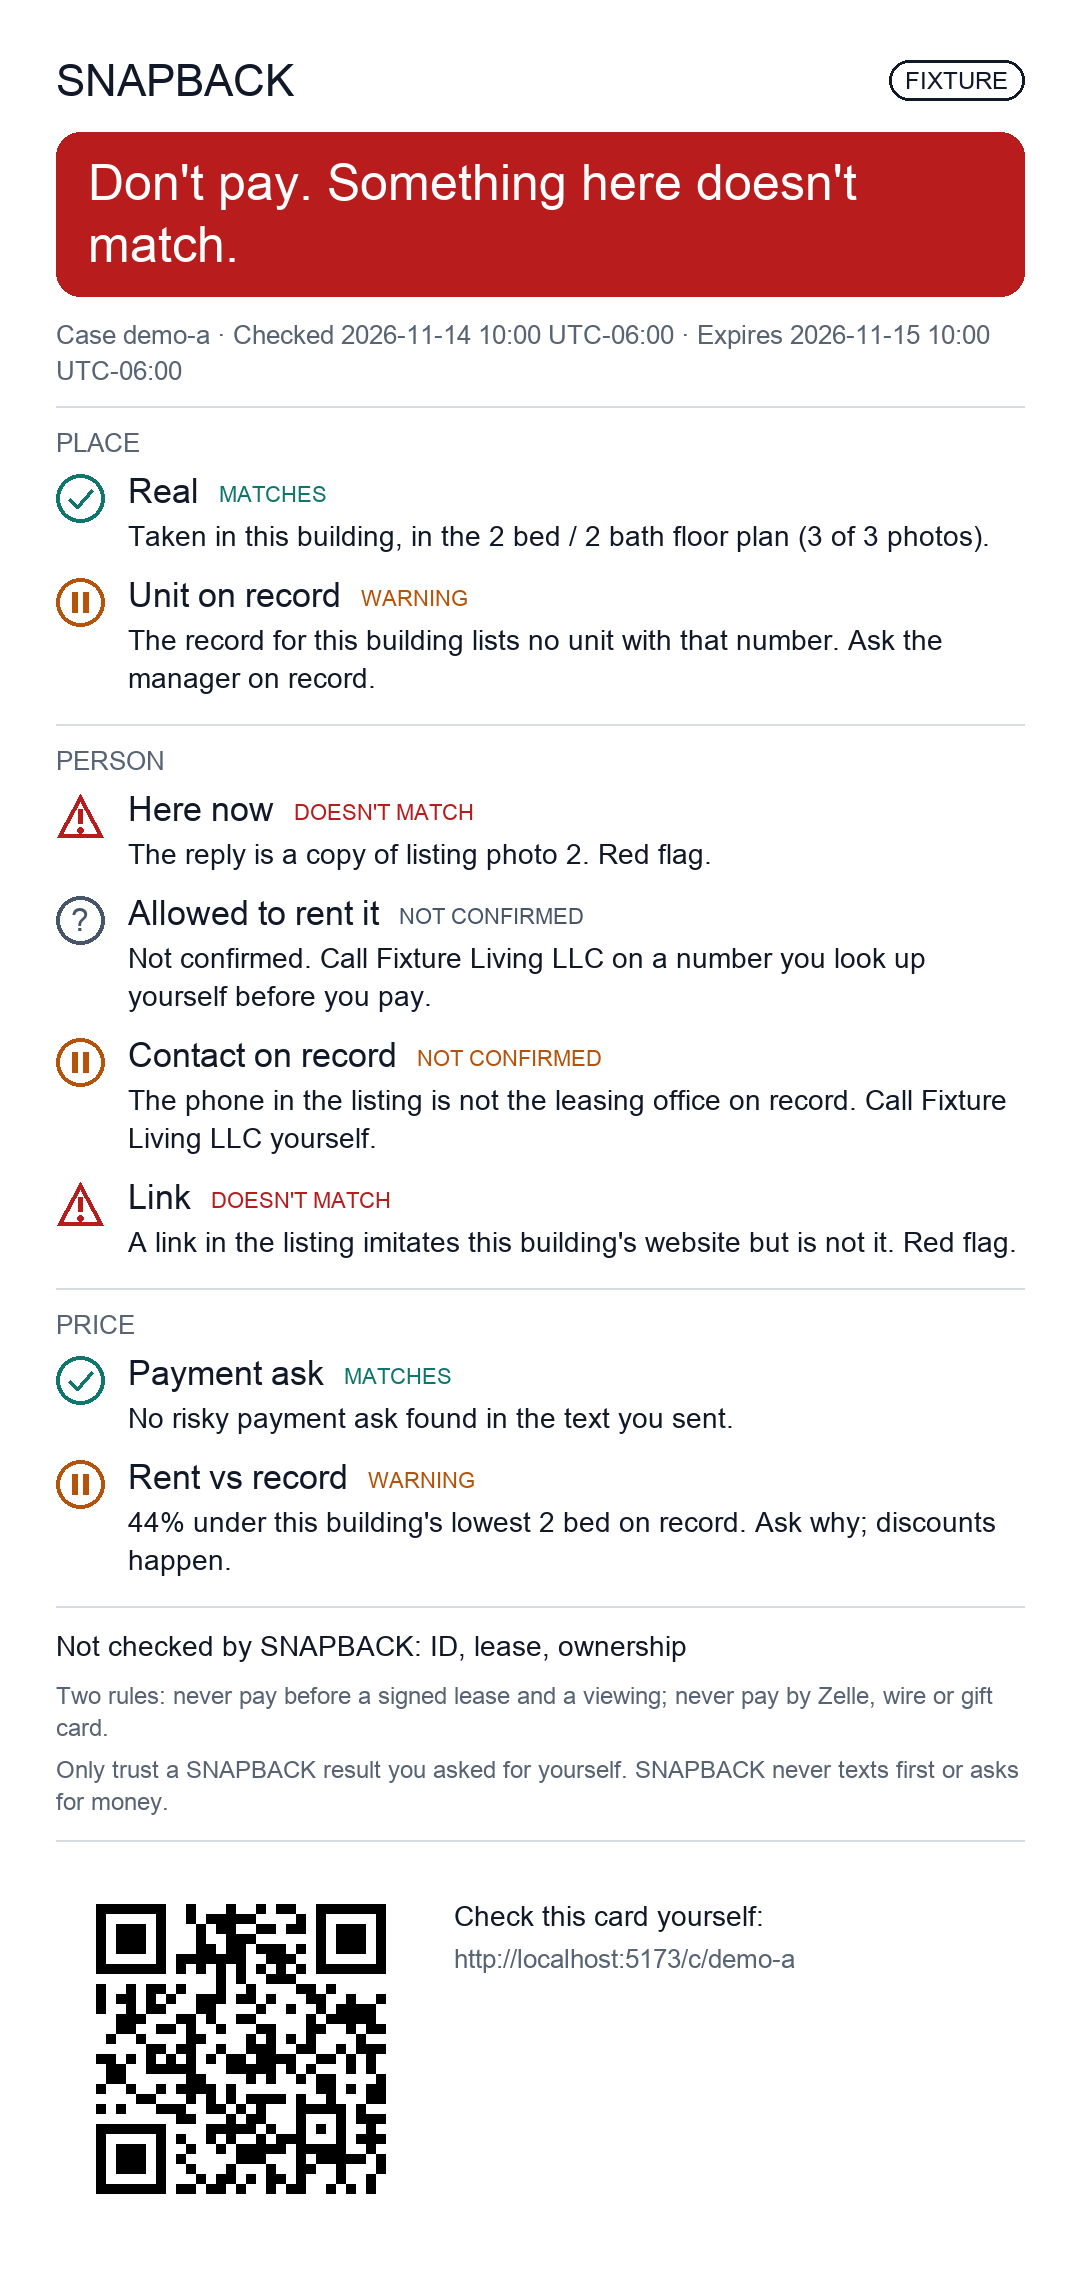 SNAPBACK
FIXTURE
Don't pay. Something here doesn't
match.
Case demo-a · Checked 2026-11-14 10:00 UTC-06:00 · Expires 2026-11-15 10:00
UTC-06:00
PLACE
Real MATCHES
Taken in this building, in the 2 bed / 2 bath floor plan (3 of 3 photos).
Unit on record WARNING
The record for this building lists no unit with that number. Ask the
manager on record.
PERSON
Here now DOESN'T MATCH
The reply is a copy of listing photo 2. Red flag.
? Allowed to rent it NOT CONFIRMED
Not confirmed. Call Fixture Living LLC on a number you look up
yourself before you pay.
Contact on record NOT CONFIRMED
The phone in the listing is not the leasing office on record. Call Fixture
Living LLC yourself.
Link DOESN'T MATCH
A link in the listing imitates this building's website but is not it. Red flag.
PRICE
Payment ask MATCHES
No risky payment ask found in the text you sent.
Rent vs record WARNING
44% under this building's lowest 2 bed on record. Ask why; discounts
happen.
Not checked by SNAPBACK: ID, lease, ownership
Two rules: never pay before a signed lease and a viewing; never pay by Zelle, wire or gift
card.
Only trust a SNAPBACK result you asked for yourself. SNAPBACK never texts first or asks
for money.
Check this card yourself:
http://localhost:5173/c/demo-a